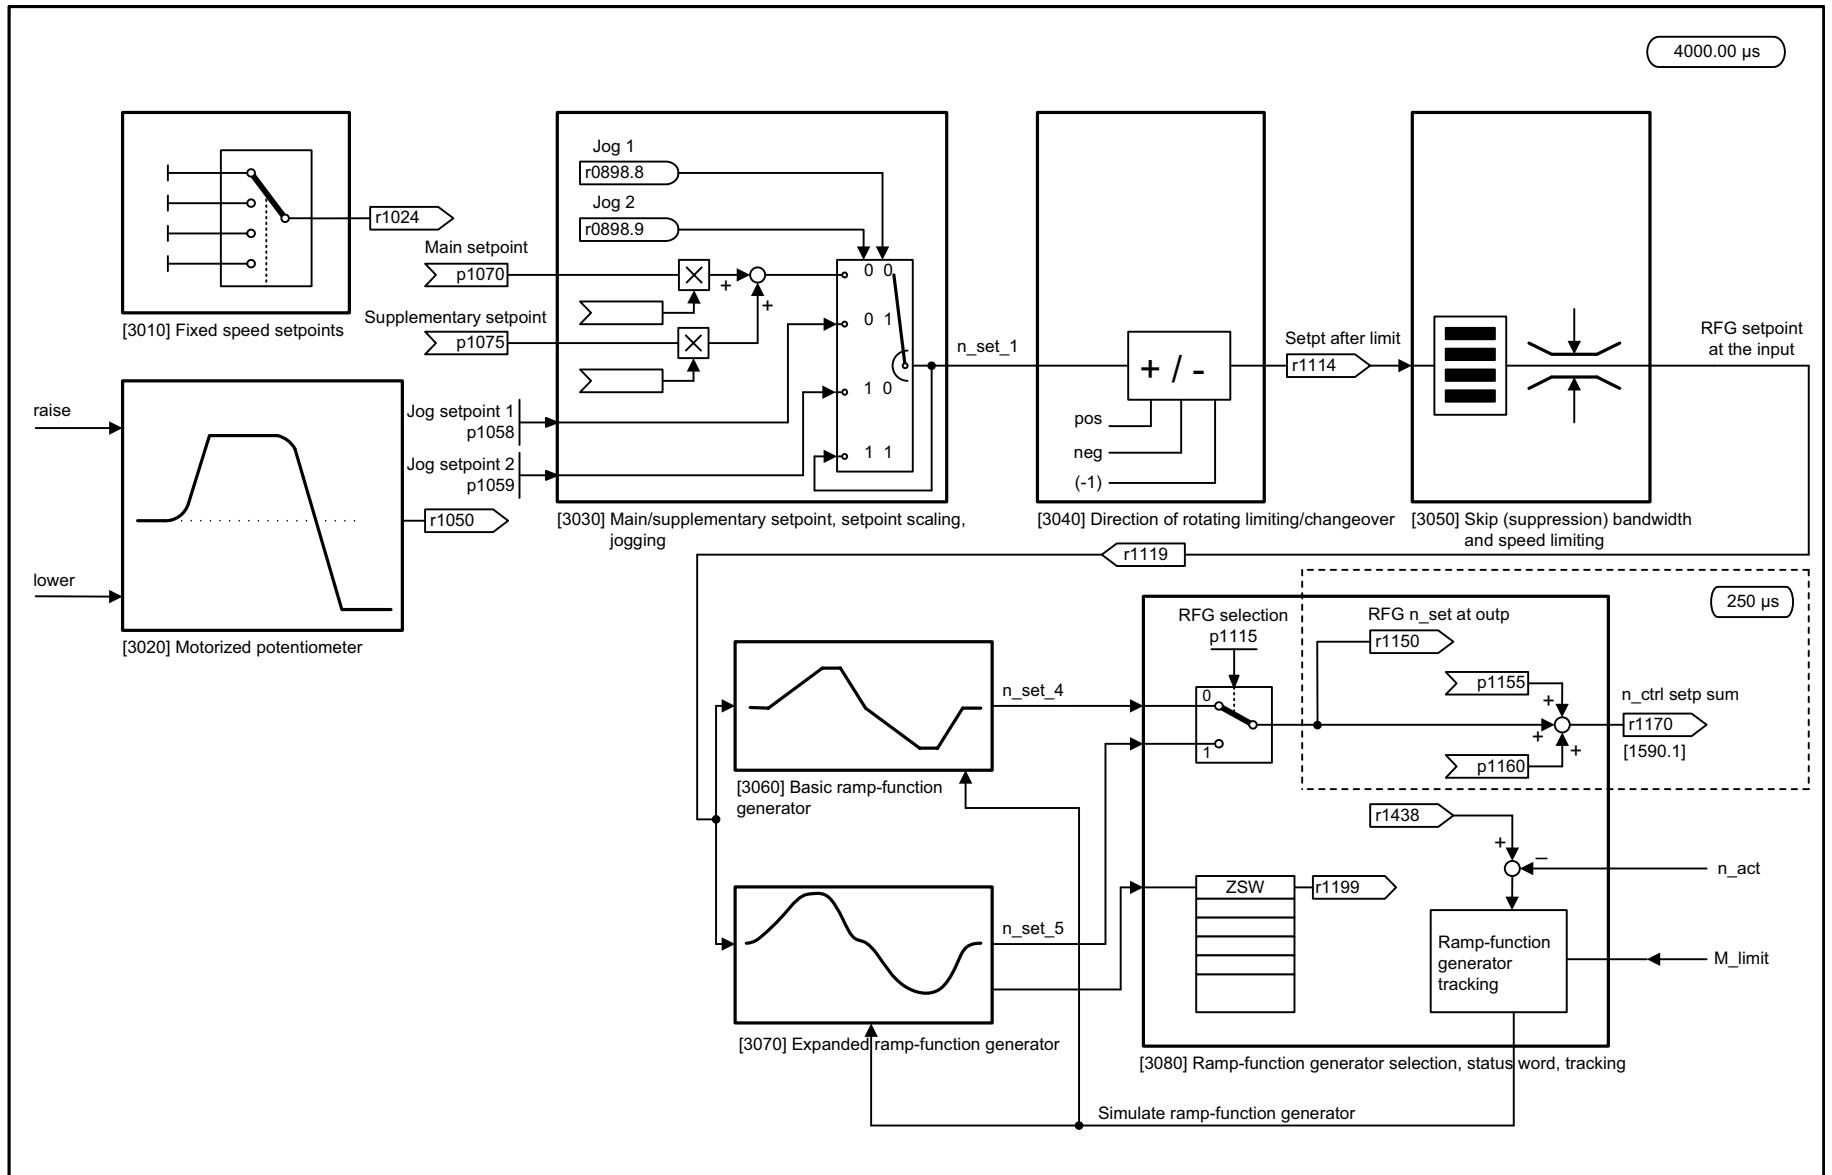 4000.00 µs
Jog 1
r0898.8
Jog 2
r0898.9
r1024
Main setpoint
p1070
[3010] Fixed speed setpoints
Supplementary setpoint
p1075
+
+
0 0
0 1
1 0
1 1
n_set_1
+ / -
pos
neg
(-1)
Setpt after limit
r1114
RFG setpoint
at the input
raise
lower
Jog setpoint 1
p1058
Jog setpoint 2
p1059
r1050
[3020] Motorized potentiometer
[3030] Main/supplementary setpoint, setpoint scaling,
jogging
[3040] Direction of rotating limiting/changeover
[3050] Skip (suppression) bandwidth
and speed limiting
r1119
250 µs
RFG selection
p1115
RFG n_set at outp
r1150
n_set_4
0
1
p1155
+
+
+
p1160
n_ctrl setp sum
r1170
[1590.1]
[3060] Basic ramp-function
generator
r1438
+
–
n_act
ZSW
r1199
n_set_5
Ramp-function
generator
tracking
M_limit
[3070] Expanded ramp-function generator
[3080] Ramp-function generator selection, status word, tracking
Simulate ramp-function generator